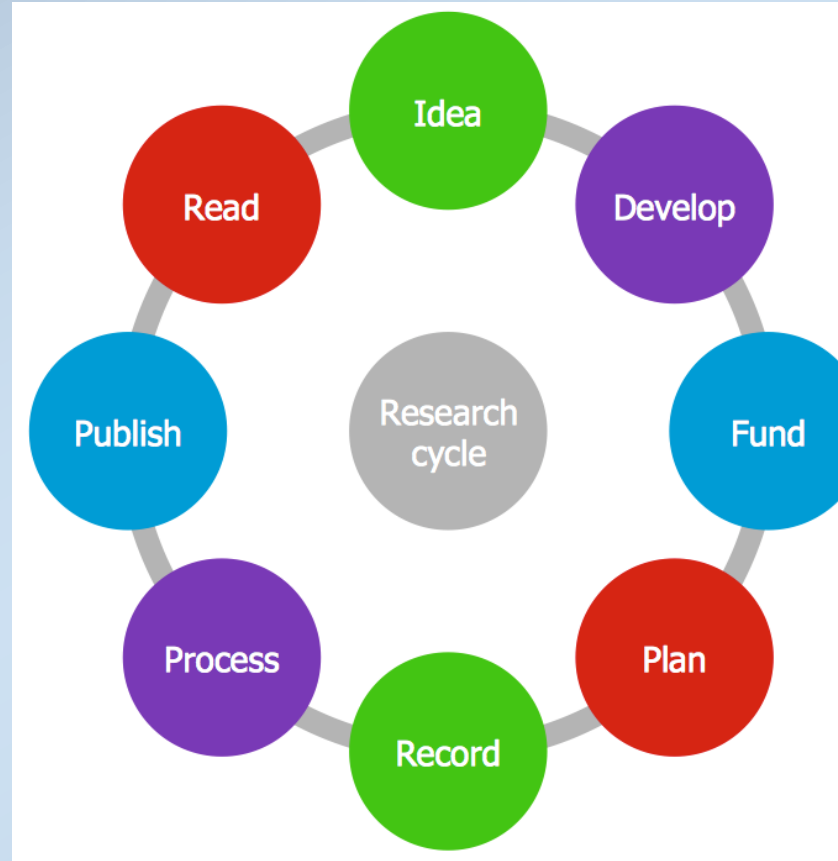 Idea
Develop
Fund
Plan
Record
Process
Publish
Read
Research
cycle